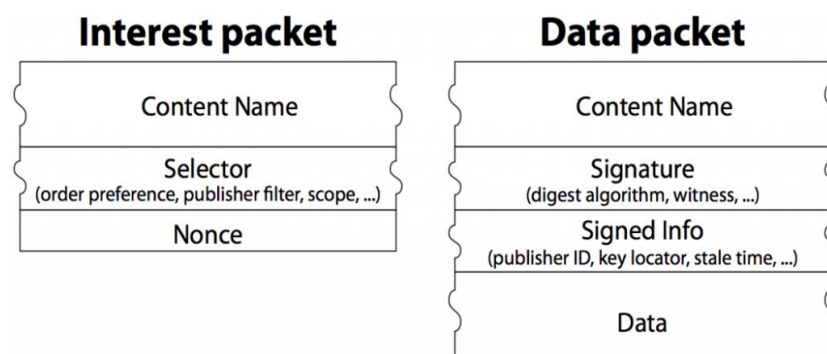 Interest packet
Content Name
Selector
(order preference, publisher filter, scope, ...)
Nonce
Data packet
Content Name
Signature
(digest algorithm, witness, ...)
Signed Info
(publisher ID, key locator, stale time, ...)
Data